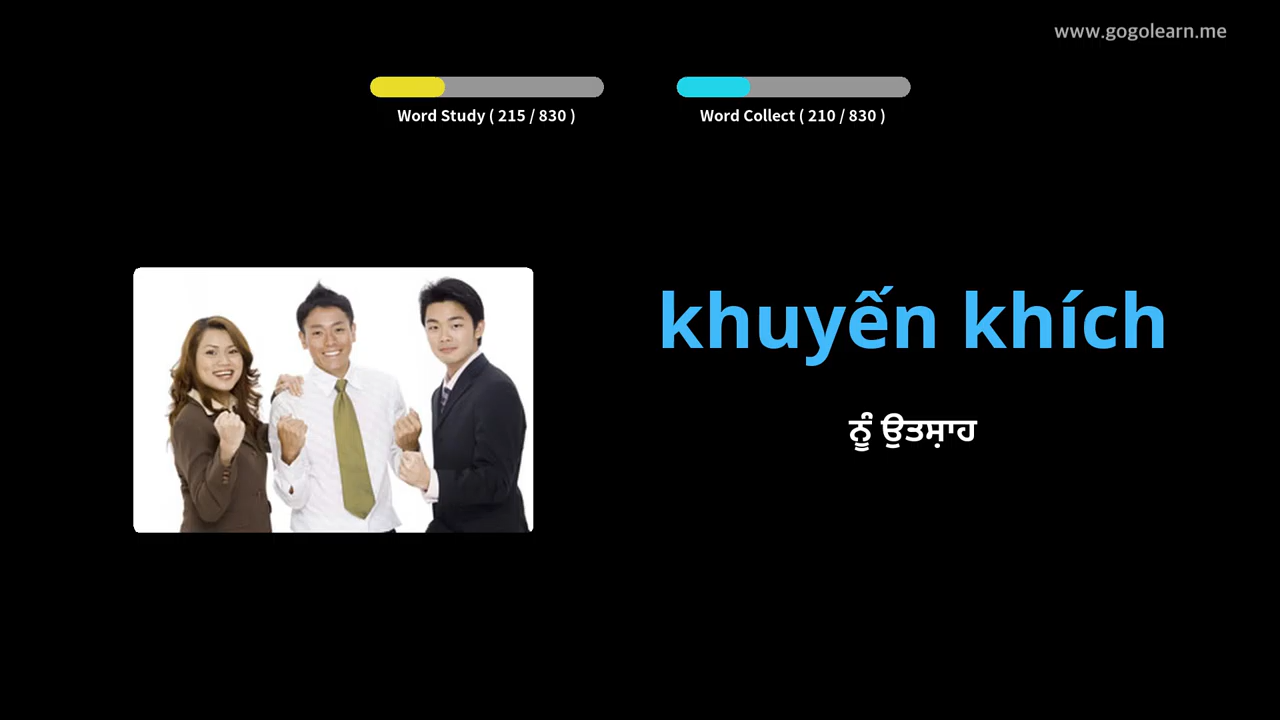 www.gogolearn.me
Word Study ( 215 / 830 )
Word Collect ( 210 / 830 )
khuyến khích
ਨੂੰ ਉਤਸ਼ਾਹ